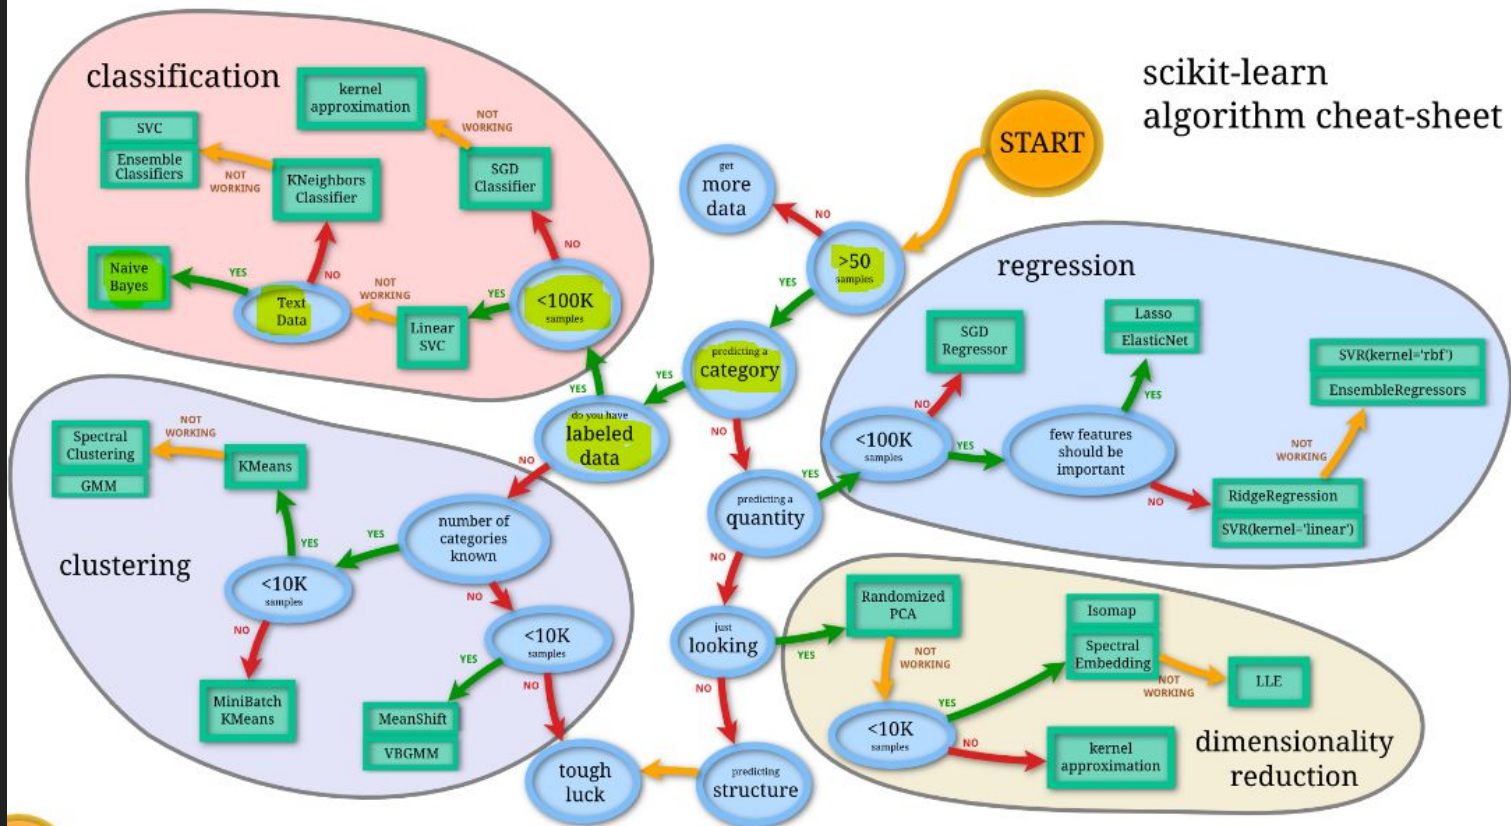 scikit-learn
algorithm cheat-sheet
START
classification
kernel
approximation
NOT
WORKING
SVC
Ensemble
Classifiers
NOT
WORKING
KNeighbors
Classifier
SGD
Classifier
NO
Naive
Bayes
YES
NO
Text
Data
NOT
WORKING
Linear
SVC
YES
<100K
samples
YES
get
more
data
NO
>50
samples
YES
predicting a
category
YES
do you have
labeled
data
NO
NO
predicting a
quantity
YES
NO
just
looking
YES
NO
predicting
structure
tough
luck
regression
SGD
Regressor
NO
<100K
samples
YES
Lasso
ElasticNet
YES
few features
should be
important
NO
SVR(kernel='rbf')
EnsembleRegressors
NOT
WORKING
RidgeRegression
SVR(kernel='linear')
clustering
Spectral
Clustering
GMM
NOT
WORKING
KMeans
YES
number of
categories
known
YES
<10K
samples
NO
NO
<10K
samples
YES
NO
MiniBatch
KMeans
MeanShift
VBGMM
Randomized
PCA
NOT
WORKING
Isomap
Spectral
Embedding
NOT
WORKING
LLE
YES
<10K
samples
NO
kernel
approximation
dimensionality
reduction